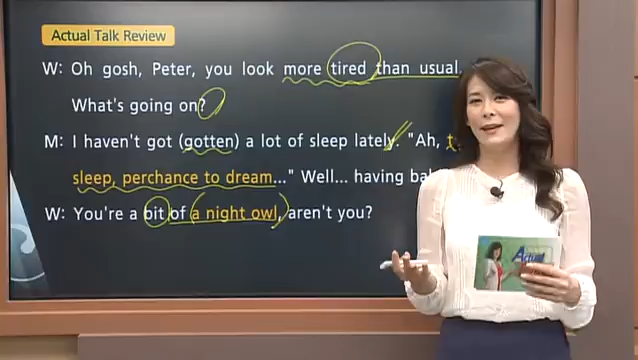 Actual Talk Review
W: Oh gosh, Peter, you look more tired than usual.
What's going on?
M: I haven't got (gotten) a lot of sleep lately. "Ah,
sleep, perchance to dream..." Well... having
W: You're a bit of a night owl, aren't you?
Actual